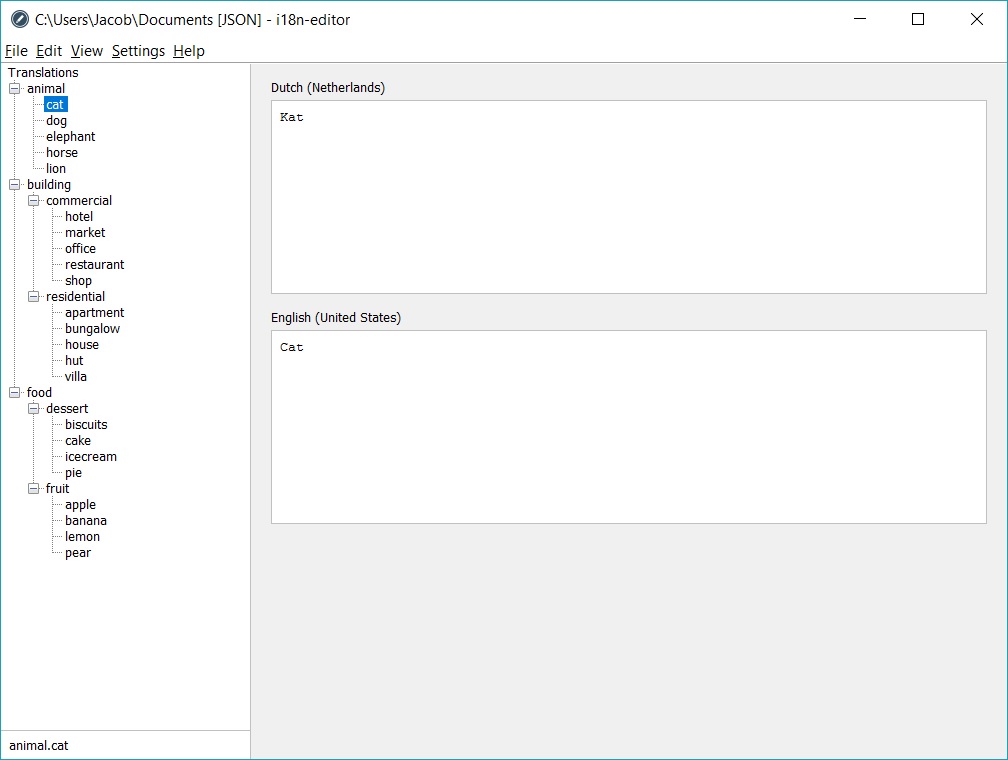 C:\Users\Jacob\Documents [JSON] - i18n-editor
File Edit View Settings Help
Translations
animal
cat
dog
elephant
horse
lion
building
commercial
hotel
market
office
restaurant
shop
residential
apartment
bungalow
house
hut
villa
food
dessert
biscuits
cake
icecream
pie
fruit
apple
banana
lemon
pear
animal.cat
Dutch (Netherlands)
Kat
English (United States)
Cat